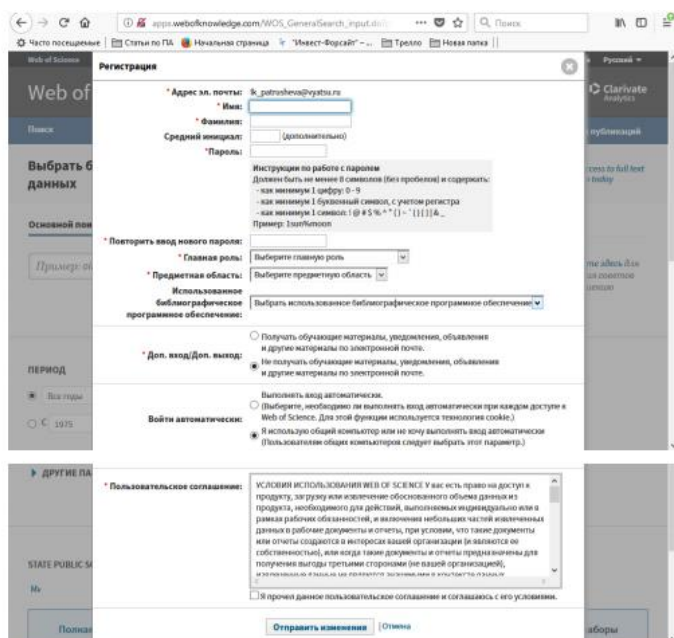 apps.webofknowledge.com/WOS_GeneralSearch_input.do
Поиск
Часто посещаемые
Статьи по ПА
Начальная страница
"Инвест-Форсайт" – ...
Трелло
Новая папка
Web of Science
Русский
Регистрация
Web of
Clarivate
Analytics
* Адрес эл. почты: lk_patrusheva@vyatsu.ru
* Имя:
* Фамилия:
Поиск
публикаций
Средний инициал: (дополнительно)
*Пароль:
Выбрать б
данных
Инструкции по работе с паролем
Должен быть не менее 8 символов (без пробелов) и содержать:
- как минимум 1 цифру: 0 - 9
- как минимум 1 буквенный символ, с учетом регистра
- как минимум 1 символ: ! @ # $ % ^ * ( ) ~ ` { } [ ] | & _
Пример: 1sun%moon
Основной пои
* Повторить ввод нового пароля:
* Главная роль: Выберите главную роль
Пример: об
* Предметная область: Выберите предметную область
Использованное
библиографическое
программное обеспечение: Выбрать использованное библиографическое программное обеспечение
* Доп. вход/Доп. выход:
Получать обучающие материалы, уведомления, объявления
и другие материалы по электронной почте.
Не получать обучающие материалы, уведомления, объявления
и другие материалы по электронной почте.
ПЕРИОД
Все годы
С 1975
Войти автоматически:
Выполнять вход автоматически.
(Выберите, необходимо ли выполнять вход автоматически при каждом доступе к
Web of Science. Для этой функции используется технология cookie.)
Я использую общий компьютер или не хочу выполнять вход автоматически
(Пользователям общих компьютеров следует выбрать этот параметр.)
ДРУГИЕ ПА
* Пользовательское соглашение:
УСЛОВИЯ ИСПОЛЬЗОВАНИЯ WEB OF SCIENCE У вас есть право на доступ к
продукту, загрузку или извлечение обоснованного объема данных из
продукта, необходимого для действий, выполняемых индивидуально или в
рамках рабочих обязанностей, и включения небольших частей извлеченных
данных в рабочие документы и отчеты, при условии, что такие документы
или отчеты создаются в интересах вашей организации (и являются ее
собственностью), или когда такие документы и отчеты предназначены для
получения выгоды третьими сторонами (не вашей организацией),
STATE PUBLIC SC
Я прочел данное пользовательское соглашение и соглашаюсь с его условиями.
Отправить изменения
Отмена
Полная
аборы